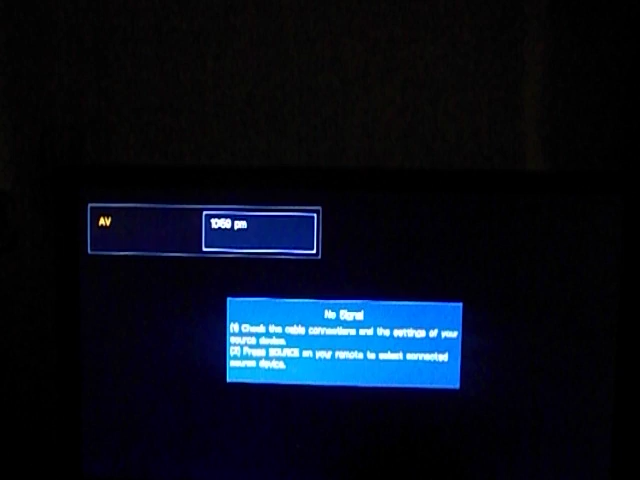 AV
10:59 pm
No Signal
(1) Check the cable connections and the settings of your
source device.
(2) Press SOURCE on your remote to select connected
source device.